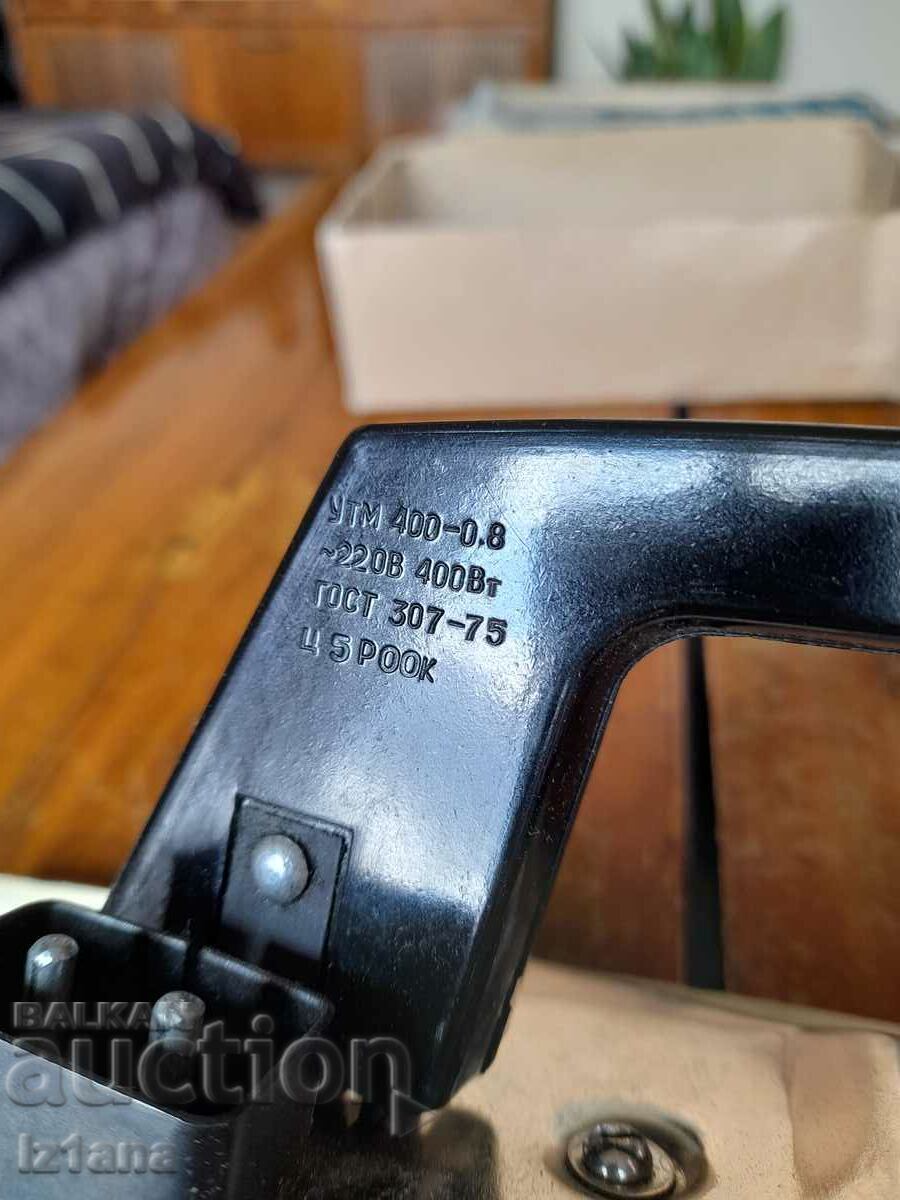 УТМ 400-0.8
~220В 400Вт
ГОСТ 307-75
Ц 5 РООК
BALKAN
auction
Iz1ana